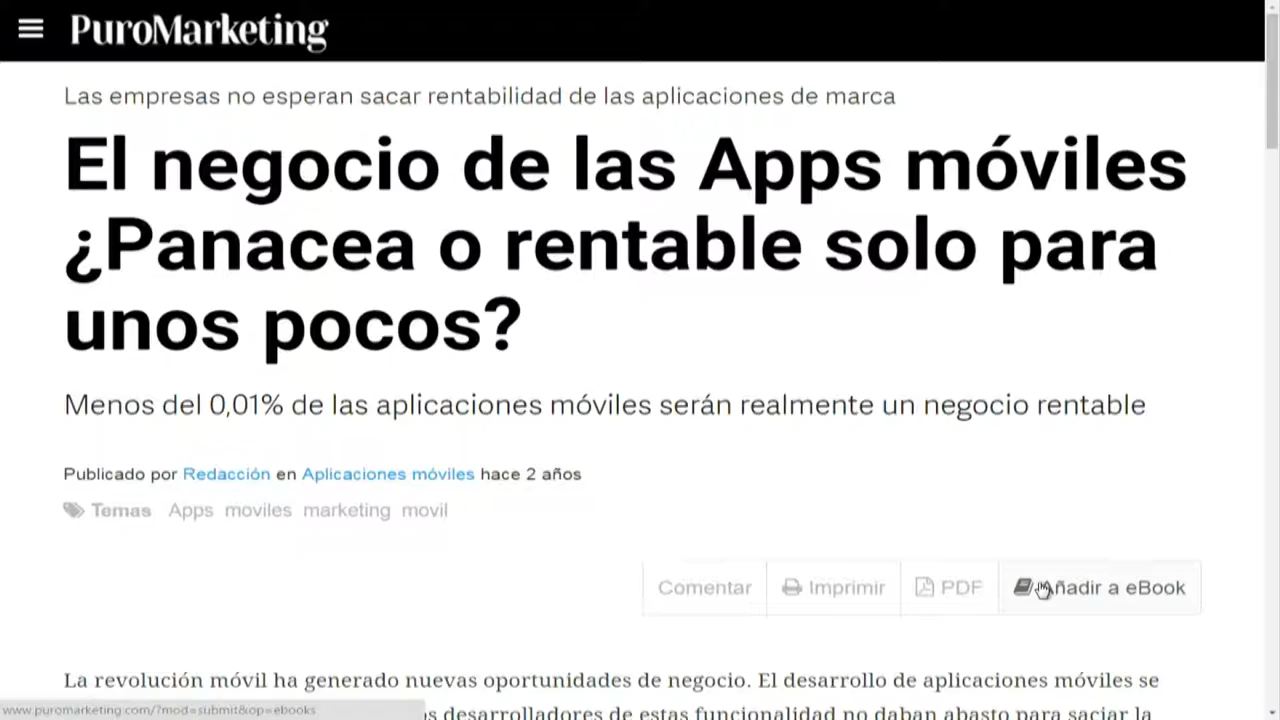 PuroMarketing
Las empresas no esperan sacar rentabilidad de las aplicaciones de marca
El negocio de las Apps móviles
¿Panacea o rentable solo para
unos pocos?
Menos del 0,01% de las aplicaciones móviles serán realmente un negocio rentable
Publicado por Redacción en Aplicaciones móviles hace 2 años
Temas Apps moviles marketing movil
Comentar Imprimir PDF Añadir a eBook
La revolución móvil ha generado nuevas oportunidades de negocio. El desarrollo de aplicaciones móviles se
www.puromarketing.com/?mod=submit&op=ebooks
desarrolladores de estas funcionalidad no daban abasto para saciar la